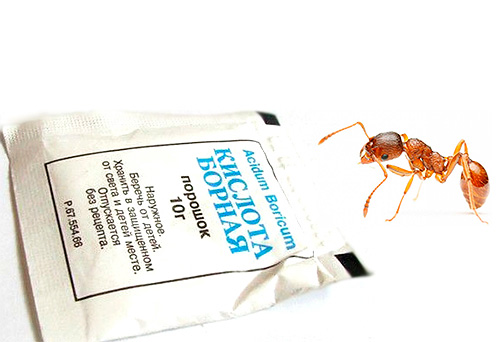 Acidum Boricum
КИСЛОТА
БОРНАЯ
порошок
10г
Наружное.
Беречь от детей.
Хранить в защищенном
от света и детей месте.
Отпускается
без рецепта.
Р.67.554.66